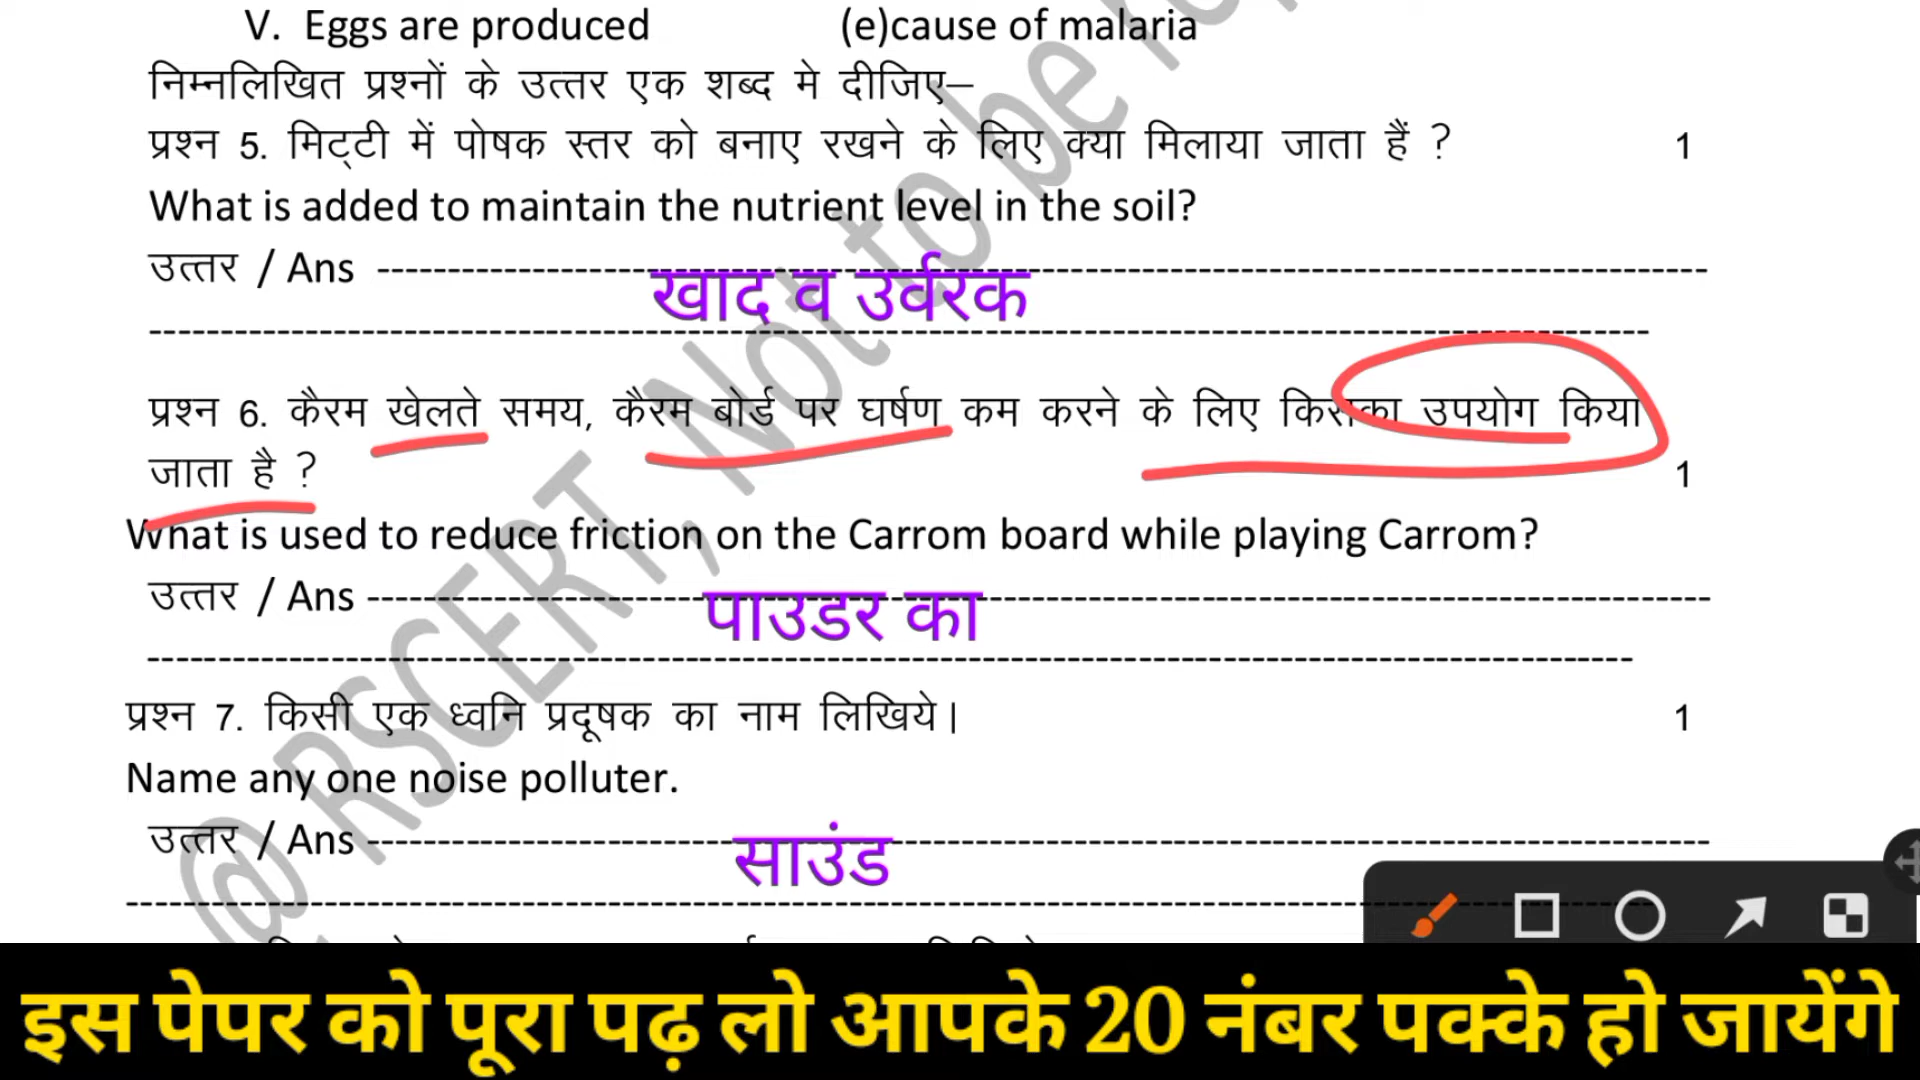 V. Eggs are produced (e)cause of malaria
निम्नलिखित प्रश्नों के उत्तर एक शब्द मे दीजिए–
प्रश्न 5. मिट्टी में पोषक स्तर को बनाए रखने के लिए क्या मिलाया जाता हैं ? 1
What is added to maintain the nutrient level in the soil?
उत्तर / Ans
खाद व उर्वरक
प्रश्न 6. कैरम खेलते समय, कैरम बोर्ड पर घर्षण कम करने के लिए किसका उपयोग किया
जाता है ? 1
What is used to reduce friction on the Carrom board while playing Carrom?
उत्तर / Ans
पाउडर का
प्रश्न 7. किसी एक ध्वनि प्रदूषक का नाम लिखिये। 1
Name any one noise polluter.
उत्तर / Ans
साउंड
@ RSCERT, Not to be
इस पेपर को पूरा पढ़ लो आपके 20 नंबर पक्के हो जायेंगे